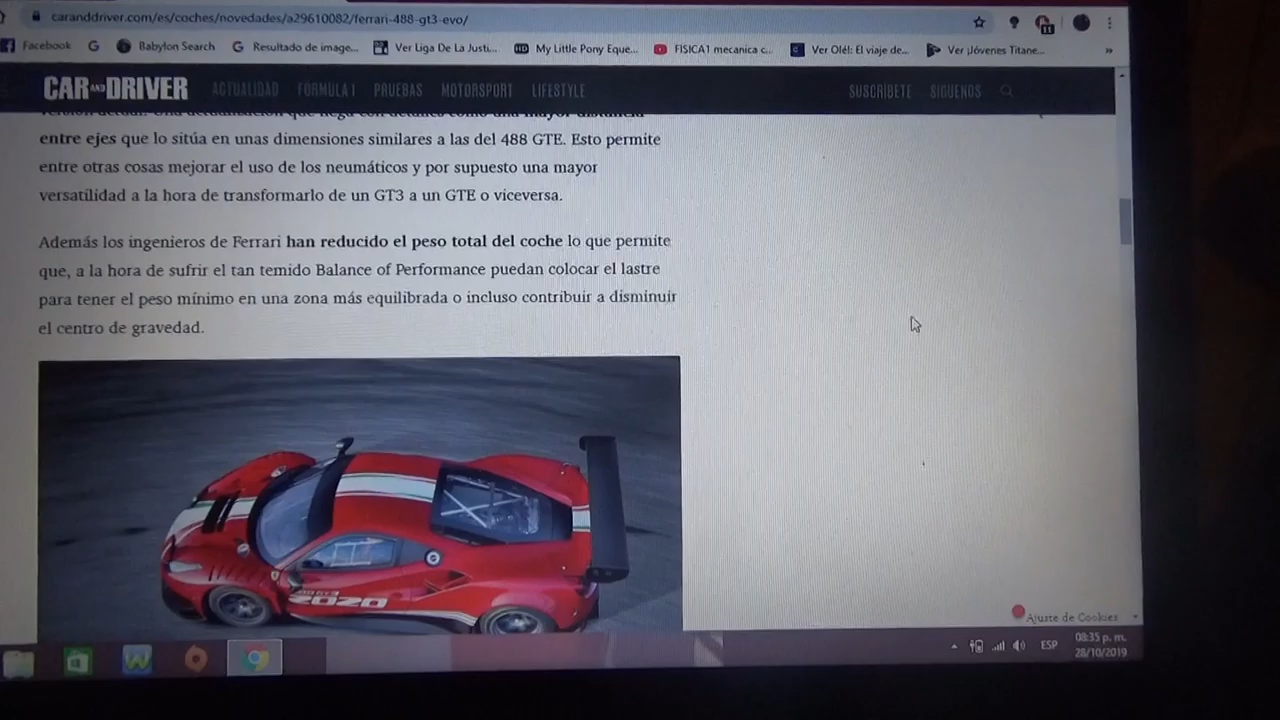 caranddriver.com/es/coches/novedades/a29610082/ferrari-488-gt3-evo/
Facebook G Babylon Search G Resultado de image... Ver Liga De La Justi... HD My Little Pony Eque... FISICA1 mecanica c... Ver Olé!: El viaje de... Ver ¡Jóvenes Titane... »
CAR AND DRIVER ACTUALIDAD FÓRMULA 1 PRUEBAS MOTORSPORT LIFESTYLE SUSCRÍBETE SÍGUENOS
entre ejes que lo sitúa en unas dimensiones similares a las del 488 GTE. Esto permite
entre otras cosas mejorar el uso de los neumáticos y por supuesto una mayor
versatilidad a la hora de transformarlo de un GT3 a un GTE o viceversa.
Además los ingenieros de Ferrari han reducido el peso total del coche lo que permite
que, a la hora de sufrir el tan temido Balance of Performance puedan colocar el lastre
para tener el peso mínimo en una zona más equilibrada o incluso contribuir a disminuir
el centro de gravedad.
2020
Ajuste de Cookies
ESP
08:35 p. m.
28/10/2019